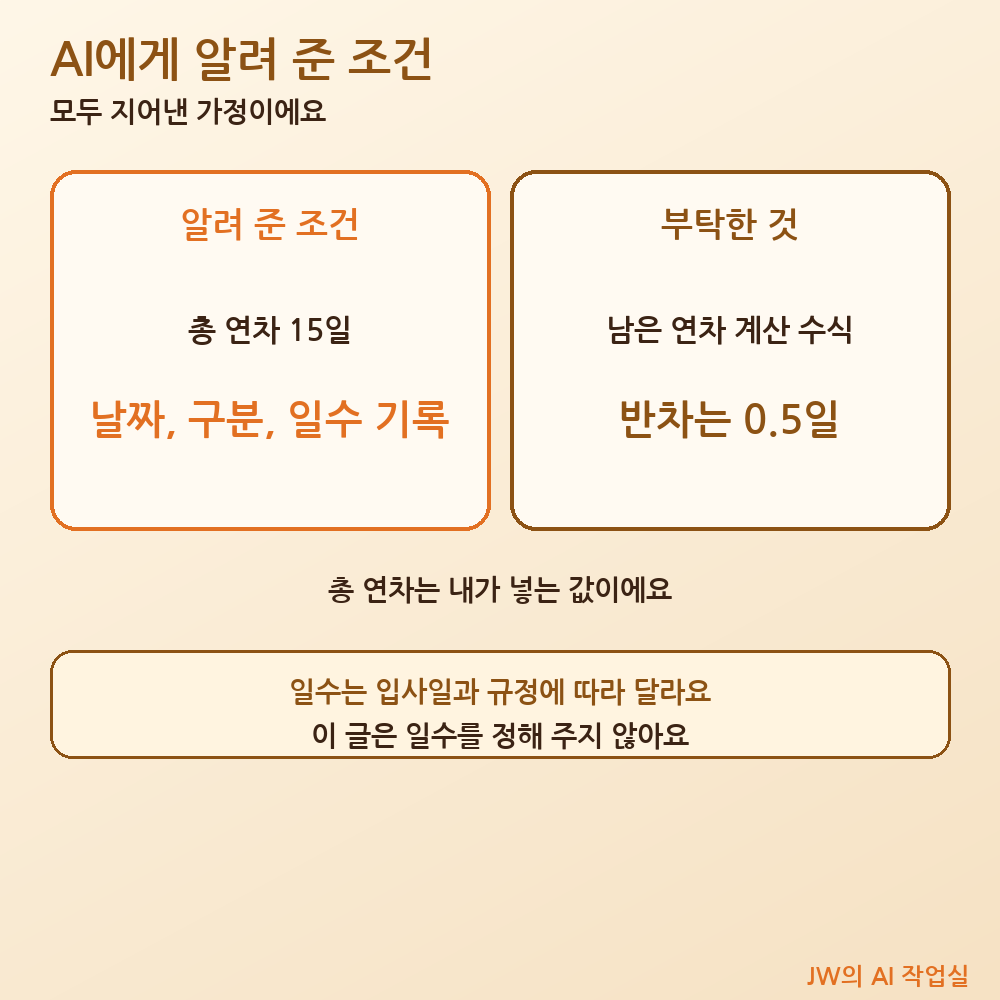 AI에게 알려 준 조건
모두 지어낸 가정이에요
알려 준 조건
총 연차 15일
날짜, 구분, 일수 기록
부탁한 것
남은 연차 계산 수식
반차는 0.5일
총 연차는 내가 넣는 값이에요
일수는 입사일과 규정에 따라 달라요
이 글은 일수를 정해 주지 않아요
JW의 AI 작업실